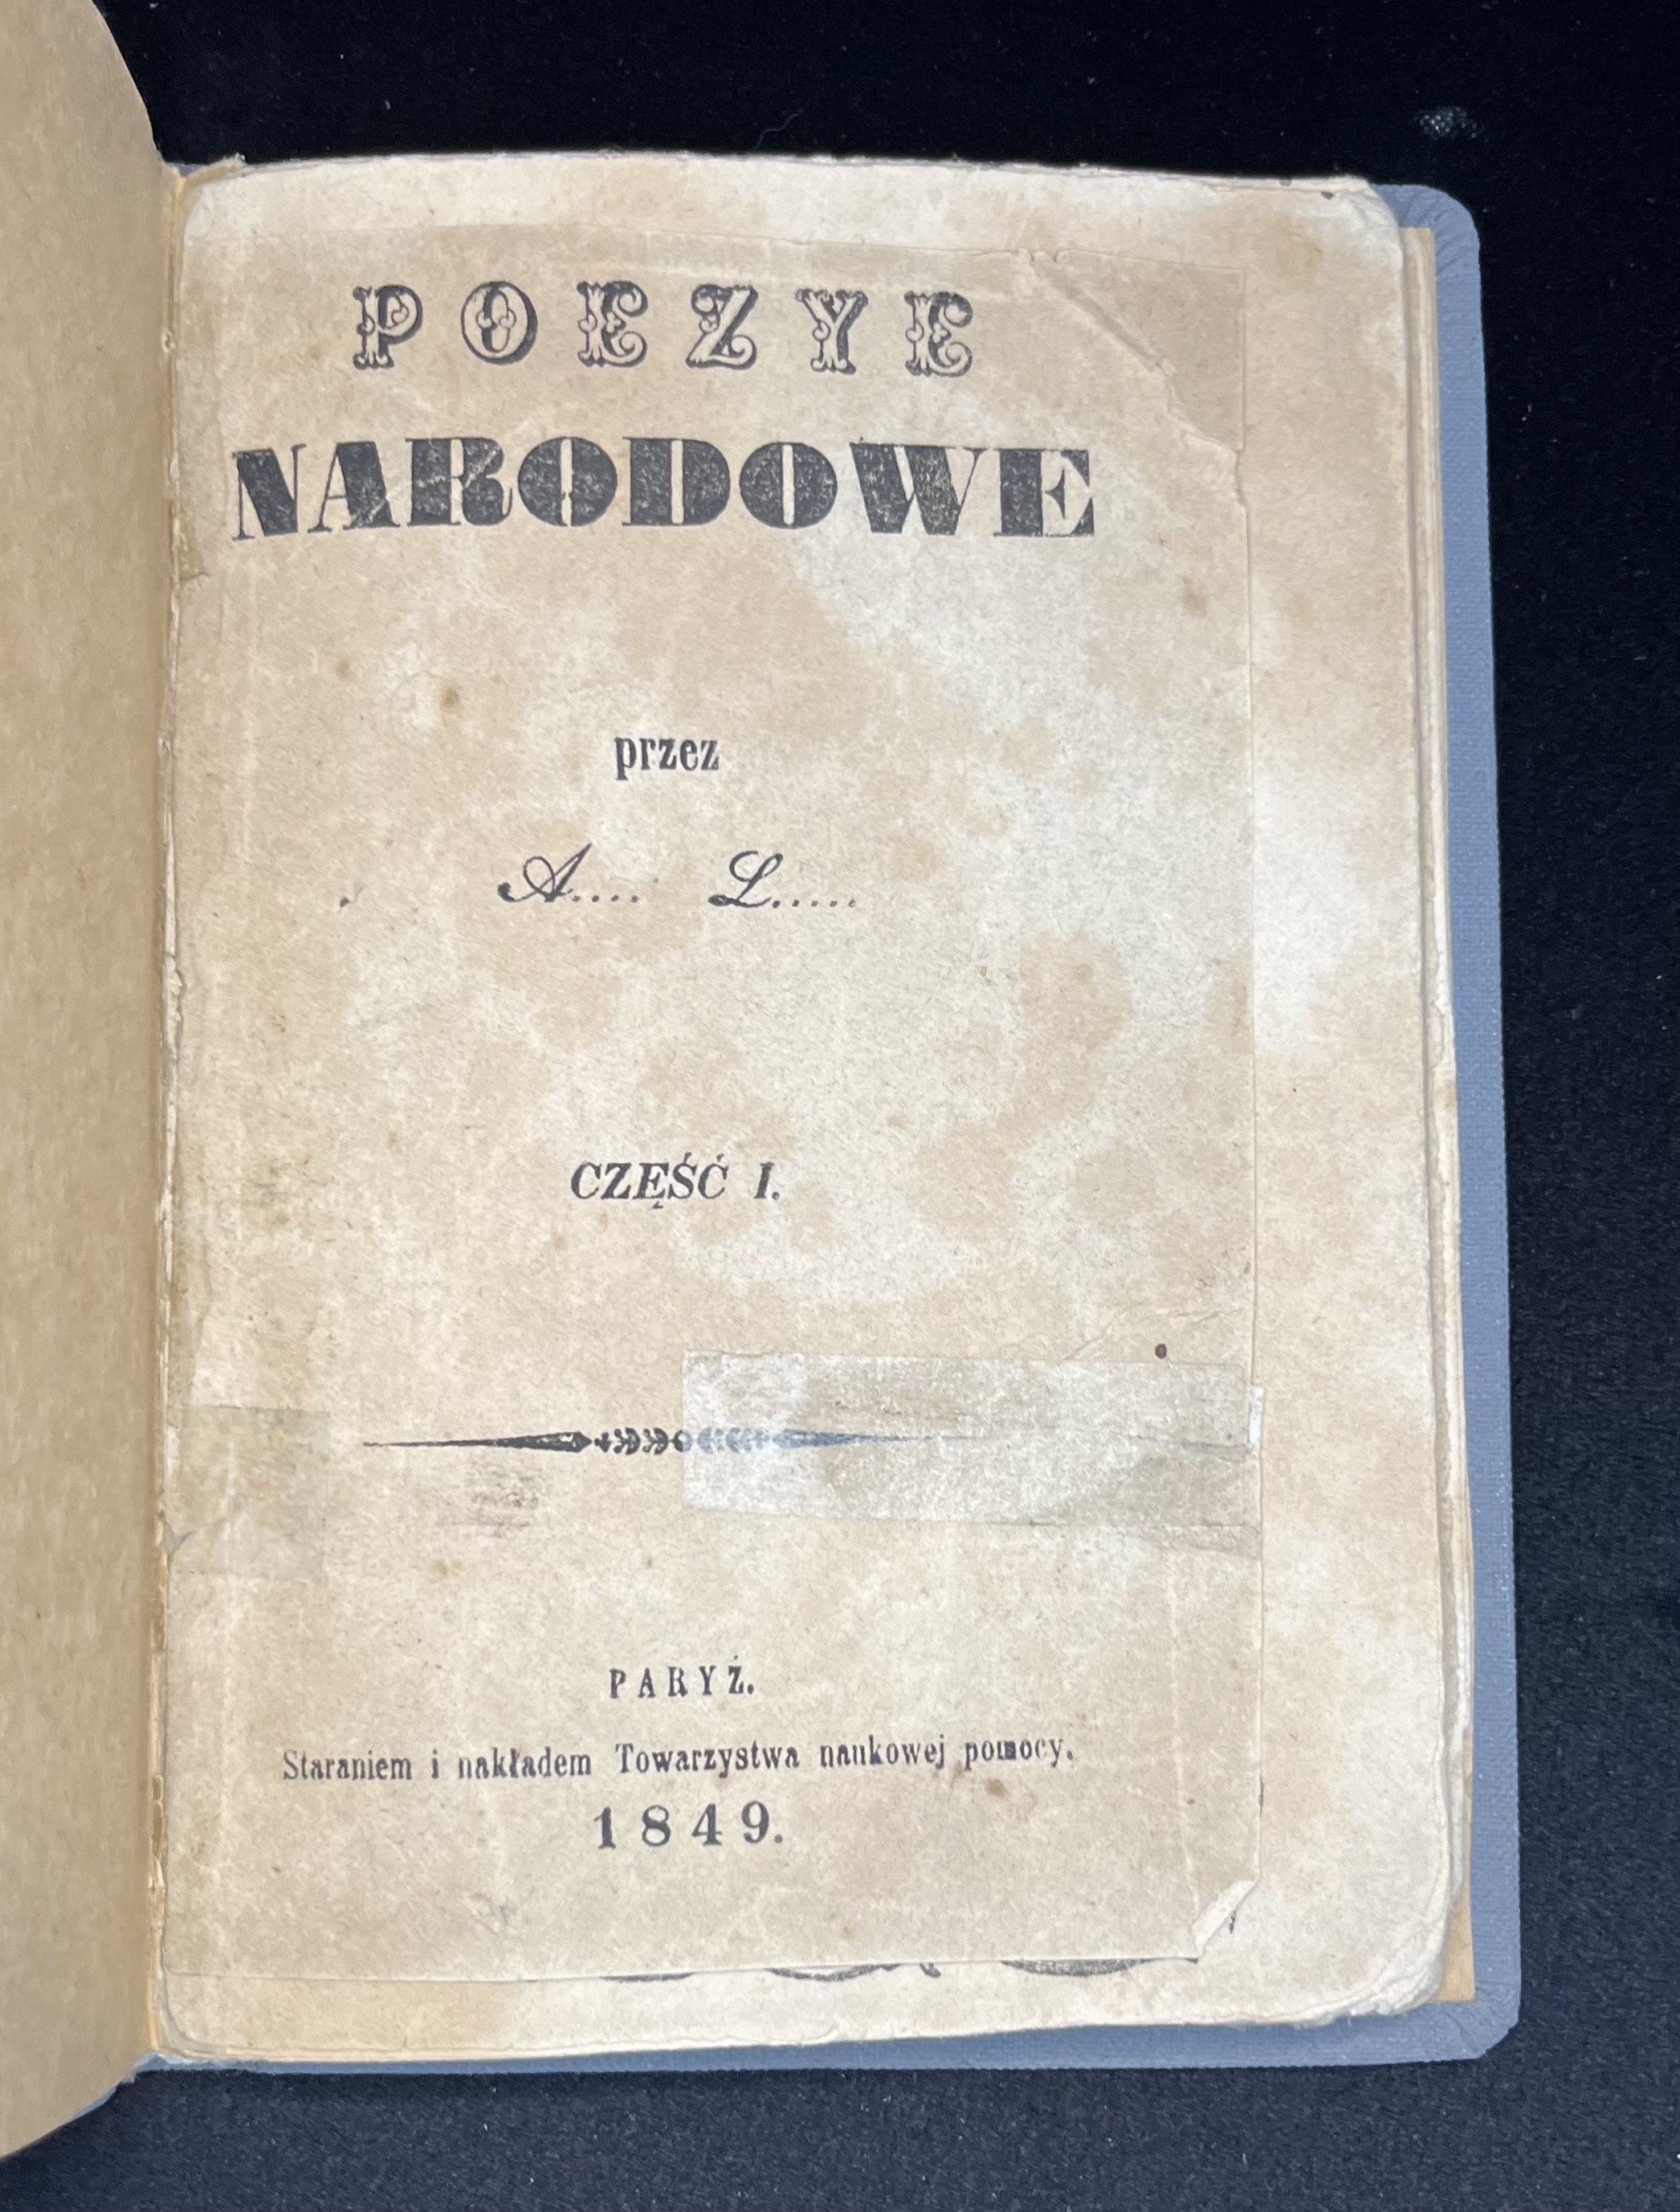 POEZYE
NARODOWE
przez
A.... L.....
CZĘŚĆ I.
PARYŻ.
Staraniem i nakładem Towarzystwa naukowej pomocy.
1849.